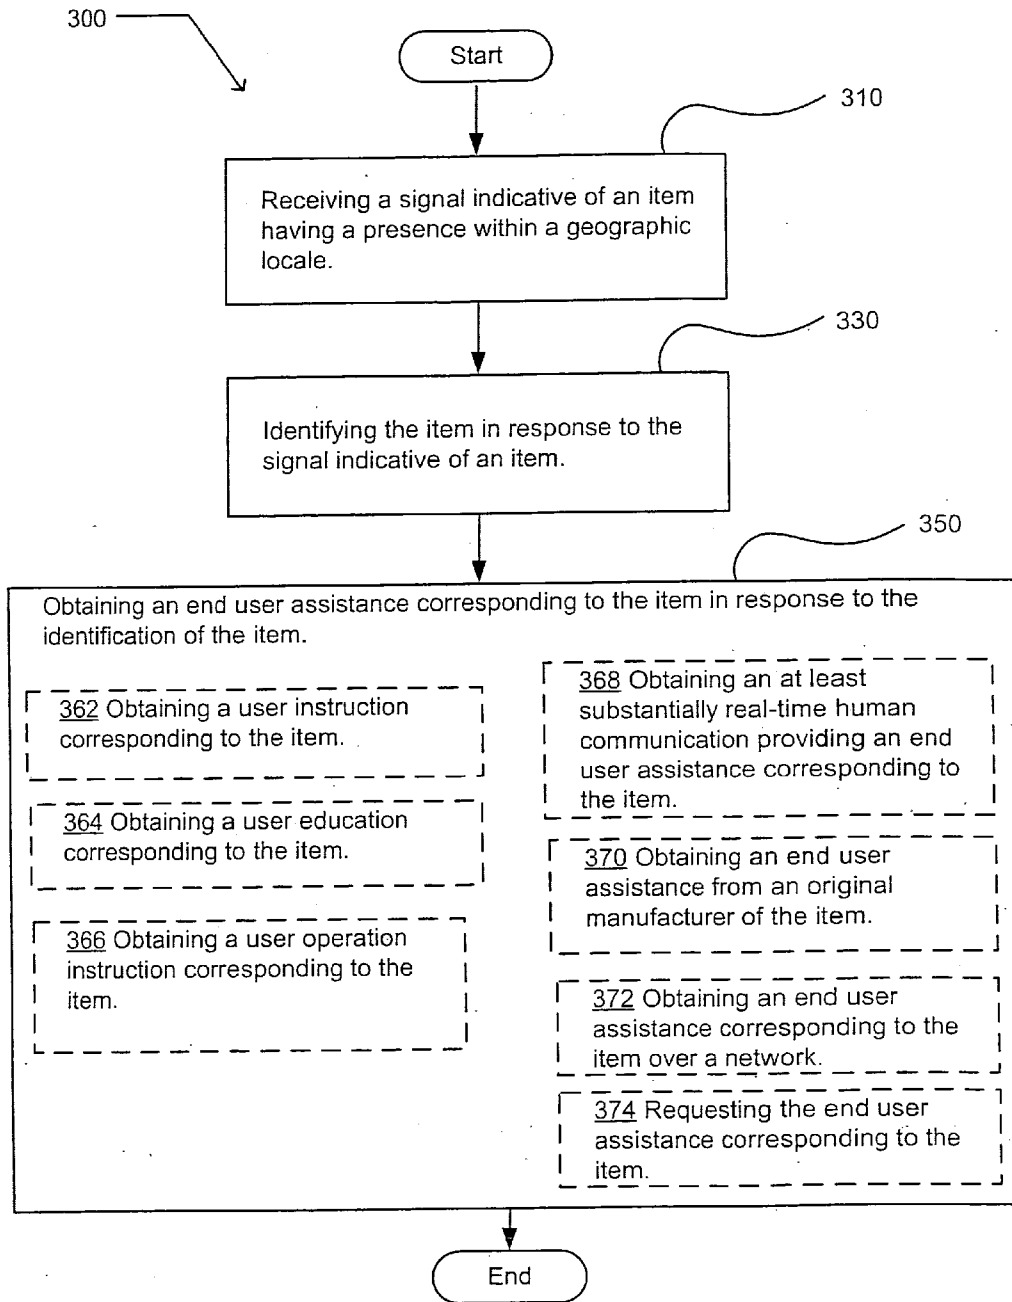 300
Start
310
Receiving a signal indicative of an item
having a presence within a geographic
locale.
330
Identifying the item in response to the
signal indicative of an item.
350
Obtaining an end user assistance corresponding to the item in response to the
identification of the item.
362 Obtaining a user instruction
corresponding to the item.
364 Obtaining a user education
corresponding to the item.
366 Obtaining a user operation
instruction corresponding to the
item.
368 Obtaining an at least
substantially real-time human
communication providing an end
user assistance corresponding to
the item.
370 Obtaining an end user
assistance from an original
manufacturer of the item.
372 Obtaining an end user
assistance corresponding to the
item over a network.
374 Requesting the end user
assistance corresponding to the
item.
End